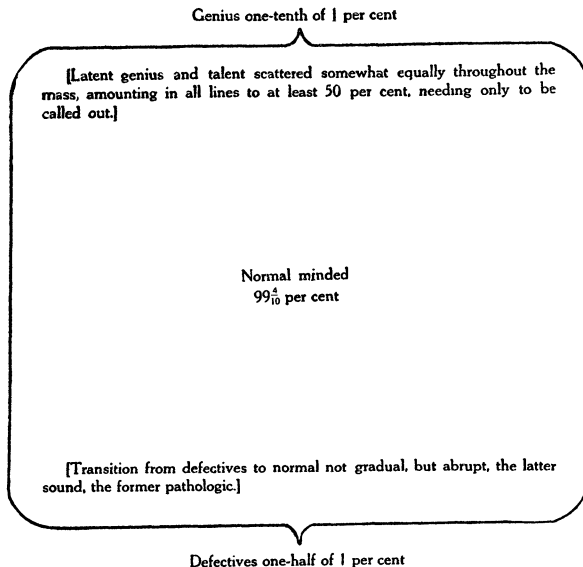 Genius one-tenth of 1 per cent
[Latent genius and talent scattered somewhat equally throughout the
mass, amounting in all lines to at least 50 per cent, needing only to be
called out.]
Normal minded
99 4/10 per cent
[Transition from defectives to normal not gradual, but abrupt, the latter
sound, the former pathologic.]
Defectives one-half of 1 per cent